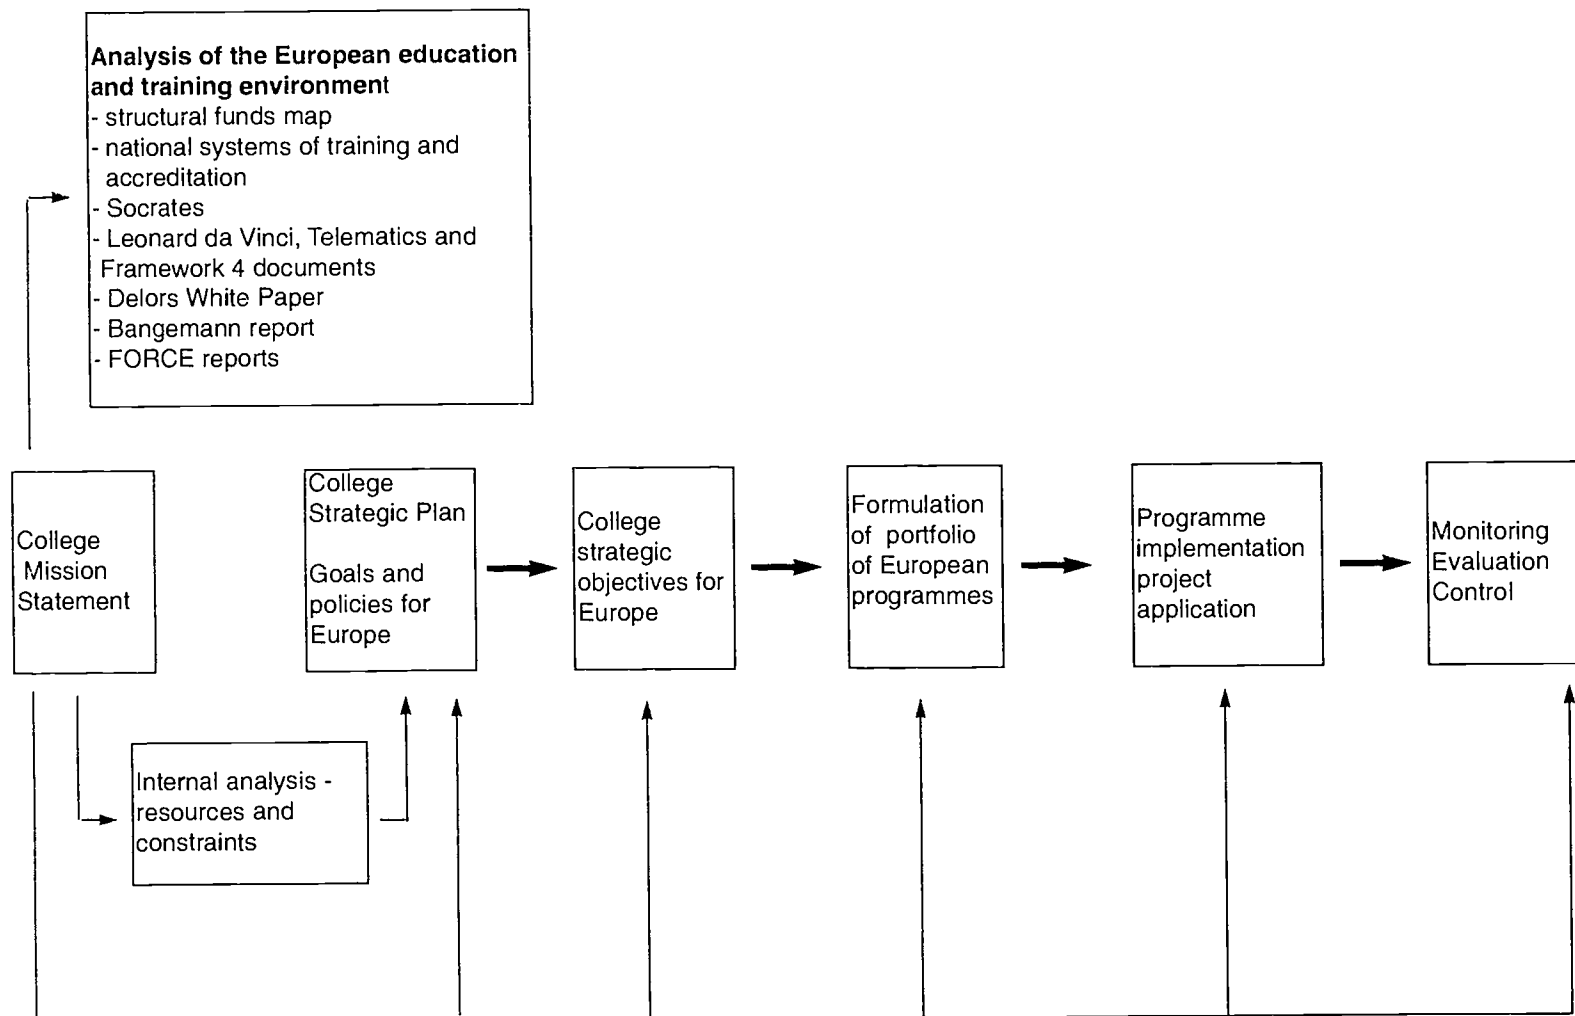 Analysis of the European education
and training environment
- structural funds map
- national systems of training and
accreditation
- Socrates
- Leonard da Vinci, Telematics and
Framework 4 documents
- Delors White Paper
- Bangemann report
- FORCE reports
College
Mission
Statement
College
Strategic Plan
Goals and
policies for
Europe
College
strategic
objectives for
Europe
Formulation
of portfolio
of European
programmes
Programme
implementation
project
application
Monitoring
Evaluation
Control
Internal analysis -
resources and
constraints